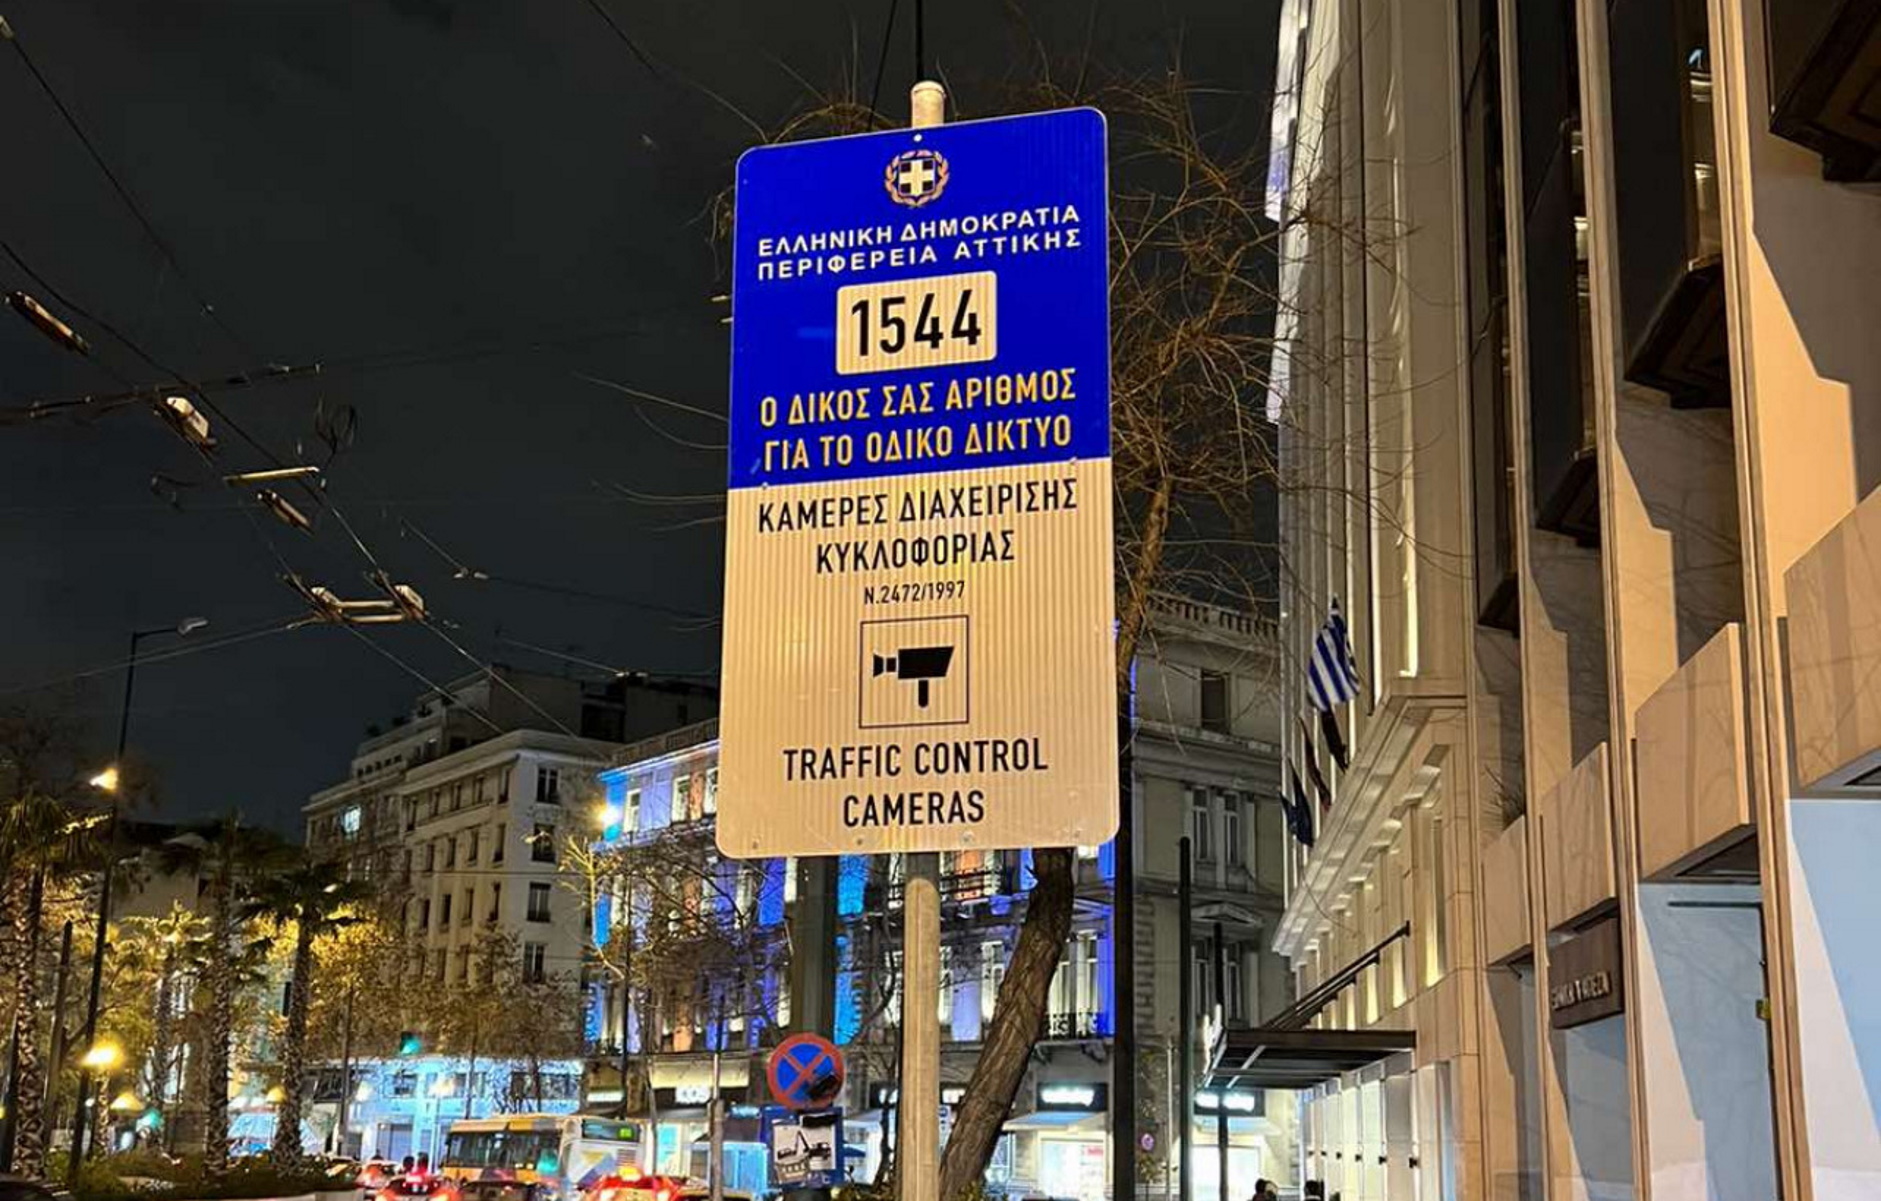 ΕΛΛΗΝΙΚΗ ΔΗΜΟΚΡΑΤΙΑ
ΠΕΡΙΦΕΡΕΙΑ ΑΤΤΙΚΗΣ
1544
Ο ΔΙΚΟΣ ΣΑΣ ΑΡΙΘΜΟΣ
ΓΙΑ ΤΟ ΟΔΙΚΟ ΔΙΚΤΥΟ
ΚΑΜΕΡΕΣ ΔΙΑΧΕΙΡΙΣΗΣ
ΚΥΚΛΟΦΟΡΙΑΣ
Ν.2472/1997
TRAFFIC CONTROL
CAMERAS